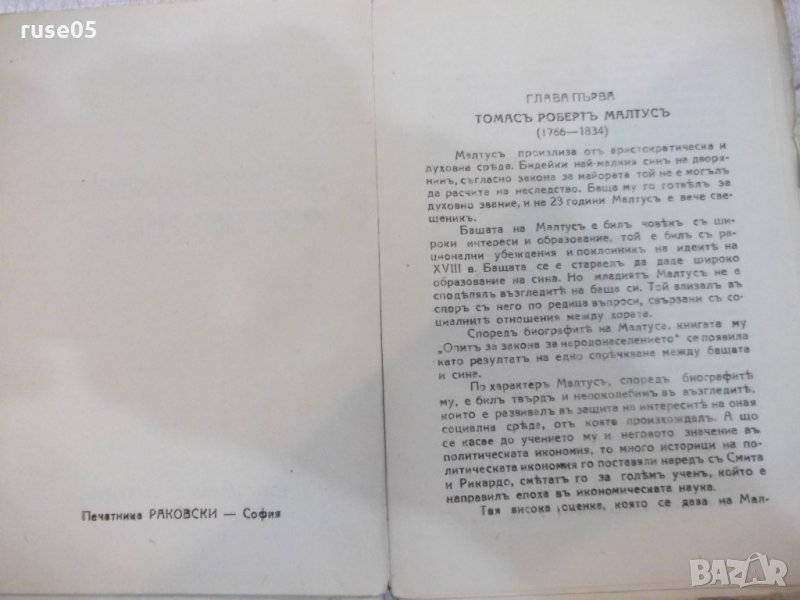 ruse05
Печатница РАКОВСКИ — София
ГЛАВА ПЪРВА
ТОМАСЪ РОБЕРТЪ МАЛТУСЪ
(1766—1834)
Малтусъ произлиза отъ аристократическа и
духовна срѣда. Бидейки най-малкия синъ на дворя-
нинъ, съгласно закона за майората той не е могълъ
да расчита на наследство. Баща му го готвѣлъ за
духовно звание, и на 23 години Малтусъ е вече све-
щеникъ.
Бащата на Малтусъ е билъ човѣкъ съ ши-
роки интереси и образование, той е билъ съ ра-
ционални убеждения и поклонникъ на идеитѣ на
XVIII в. Бащата се е старвелъ да даде широко
образование на сина. Но младиятъ Малтусъ не е
сподѣлялъ възгледитѣ на баща си. Той влизалъ въ
споръ съ него по редица въпроси, свързани съ со-
циалнитѣ отношения между хората.
Споредъ биографитѣ на Малтуса, книгата му
„Опитъ за закона за народонаселението“ се появила
като резултатъ на едно спрѣчкване между бащата
и сина.
По характеръ Малтусъ, споредъ биографитѣ
му, е билъ твърдъ и непоколебимъ въ възгледитѣ,
които е развивалъ въ защита на интереситѣ на оная
социална срѣда, отъ която произхождалъ. А що
се касае до учението му и неговото значение въ
политическата икономия, то много историци на по-
литическата икономия го поставяли наредъ съ Смита
и Рикардо, смѣтатъ го за голѣмъ ученъ, който е
направилъ епоха въ икономическата наука.
Тая висока оценка, която се дава на Мал-
BAZAR